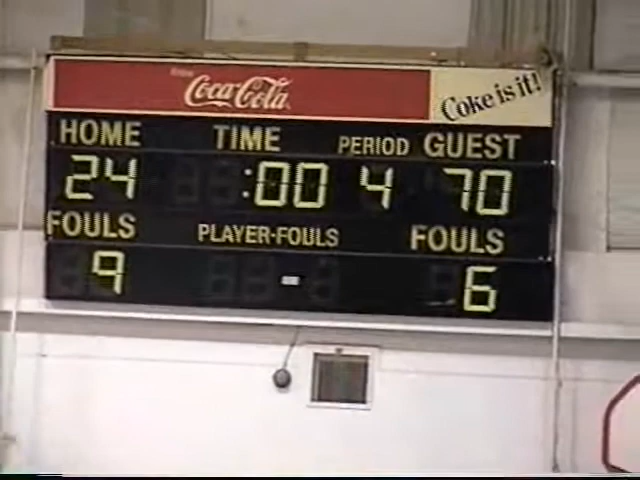 Enjoy
Coca-Cola Coke is it!
HOME TIME PERIOD GUEST
24 :00 4 70
FOULS PLAYER-FOULS FOULS
9 6